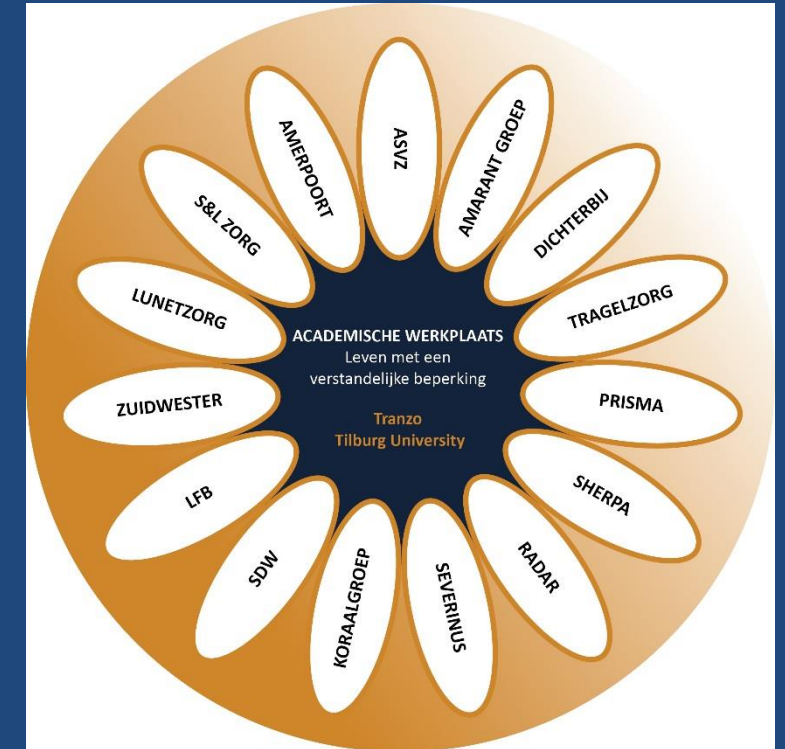 ASVZ
AMARANT GROEP
DICHTERBIJ
TRAGELZORG
PRISMA
SHERPA
RADAR
SEVERINUS
KORAALGROEP
SDW
LFB
ZUIDWESTER
LUNETZORG
S&L ZORG
AMERPOORT
ACADEMISCHE WERKPLAATS
Leven met een
verstandelijke beperking
Tranzo
Tilburg University